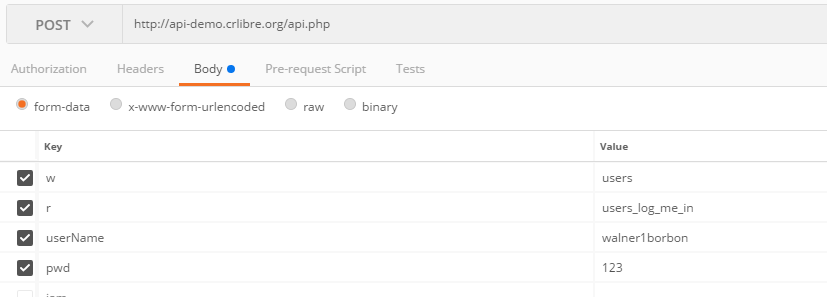 POST http://api-demo.crlibre.org/api.php
Authorization Headers Body Pre-request Script Tests
form-data x-www-form-urlencoded raw binary
Key Value
w users
r users_log_me_in
userName walner1borbon
pwd 123